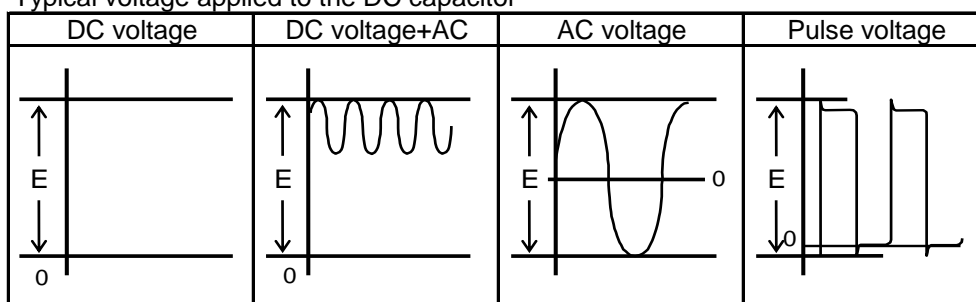 Typical voltage applied to the DC capacitor
DC voltage DC voltage+AC AC voltage Pulse voltage
E E E 0 E
0
0 0